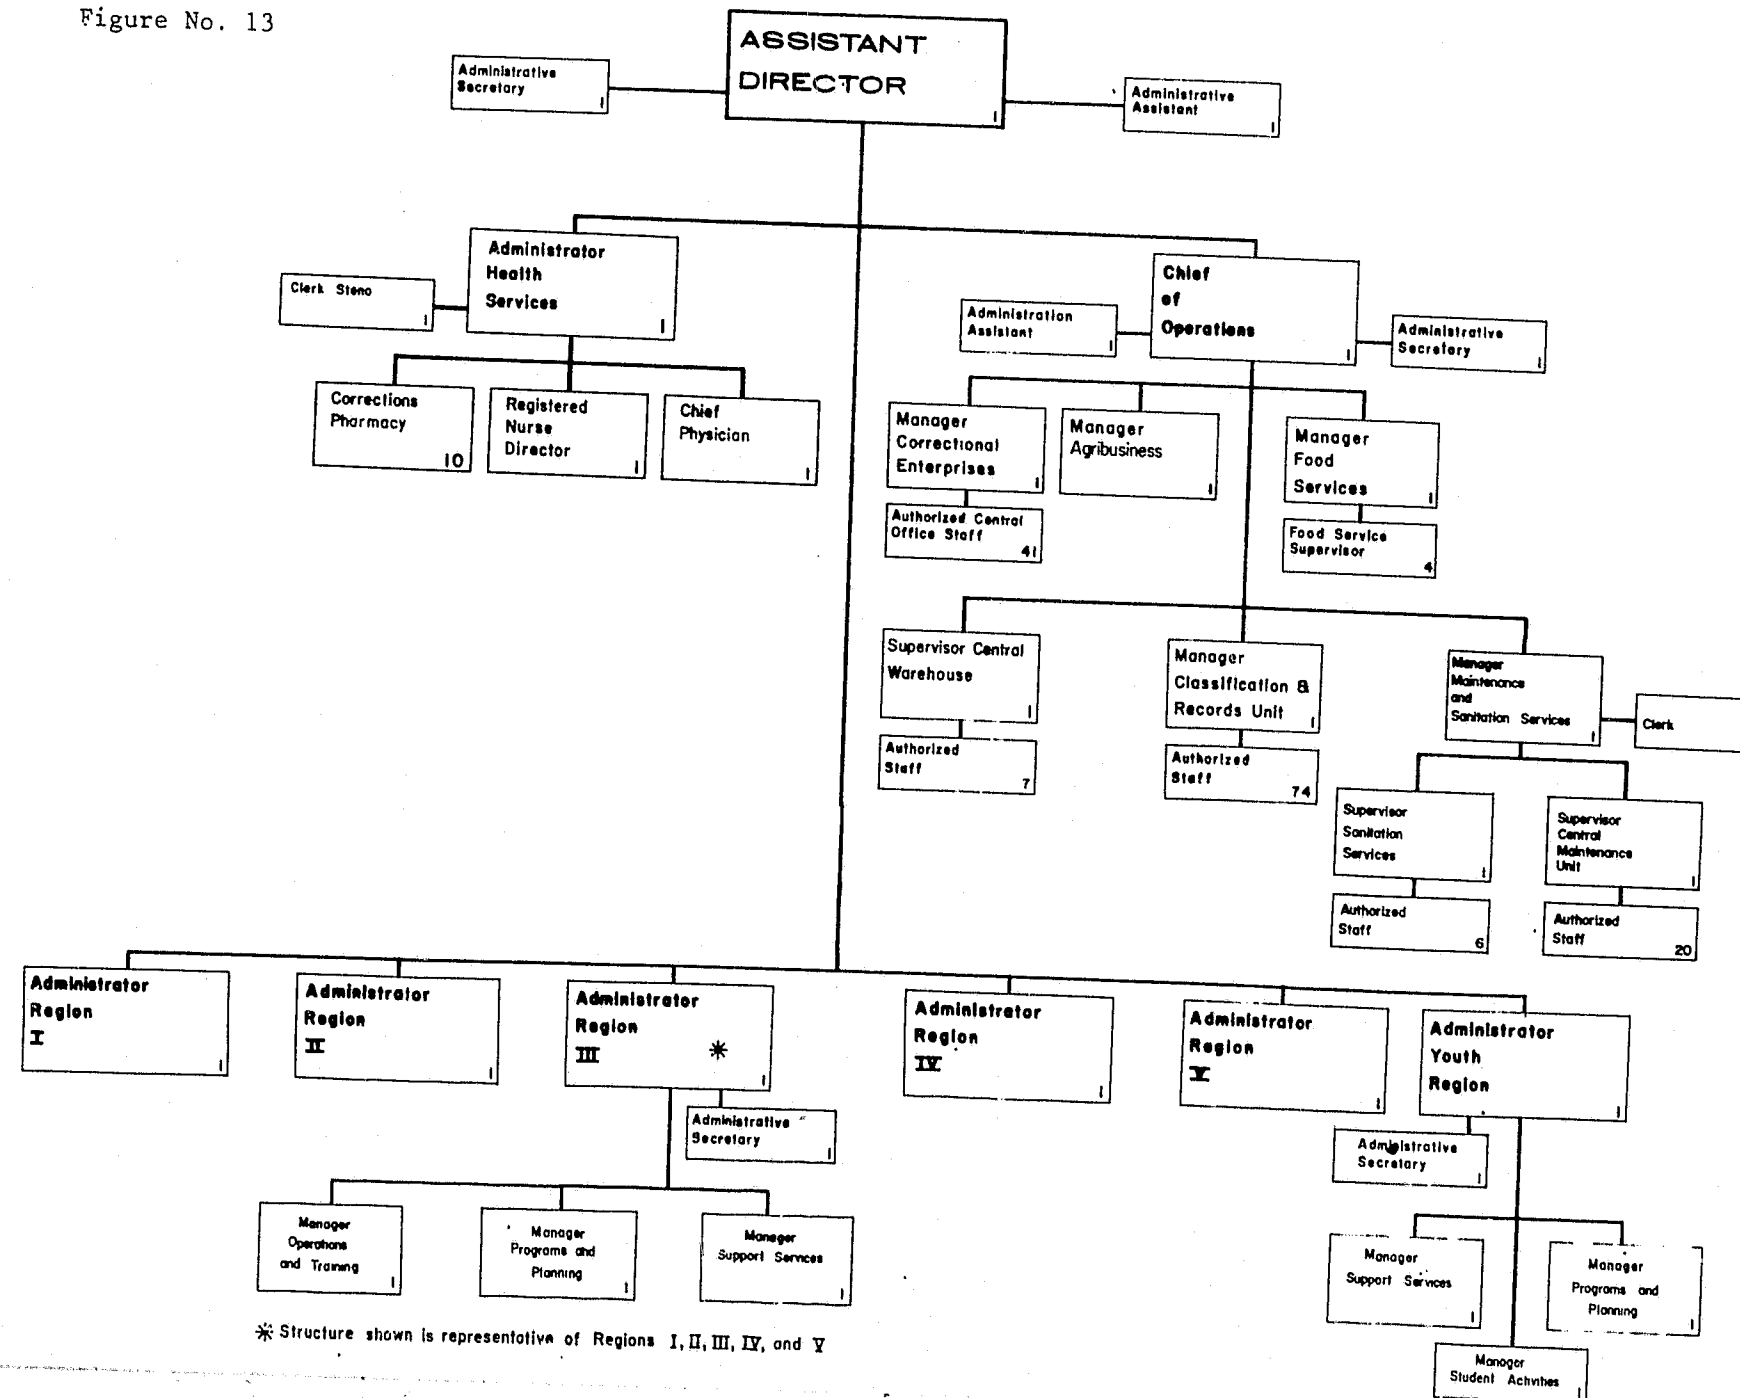 Figure No. 13
ASSISTANT
DIRECTOR
1
Administrative
Secretary
1
Administrative
Assistant
1
Administrator
Health
Services
1
Clerk Steno
1
Chief
of
Operations
1
Administration
Assistant
1
Administrative
Secretary
1
Corrections
Pharmacy
10
Registered
Nurse
Director
1
Chief
Physician
1
Manager
Correctional
Enterprises
1
Manager
Agribusiness
1
Manager
Food
Services
1
Authorized Central
Office Staff
41
Food Service
Supervisor
4
Supervisor Central
Warehouse
1
Manager
Classification &
Records Unit
1
Manager
Maintenance
and
Sanitation Services
1
Clerk
Authorized
Staff
7
Authorized
Staff
74
Supervisor
Sanitation
Services
1
Supervisor
Central
Maintenance
Unit
1
Authorized
Staff
6
Authorized
Staff
20
Administrator
Region
I
1
Administrator
Region
II
1
Administrator
Region
III *
1
Administrator
Region
IV
1
Administrator
Region
V
1
Administrator
Youth
Region
1
Administrative
Secretary
1
Administrative
Secretary
1
Manager
Operations
and Training
1
Manager
Programs and
Planning
1
Manager
Support Services
1
Manager
Support Services
1
Manager
Programs and
Planning
1
Manager
Student Activities
1
* Structure shown is representative of Regions I, II, III, IV, and V